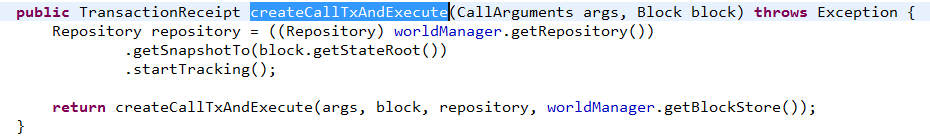 public TransactionReceipt createCallTxAndExecute(CallArguments args, Block block) throws Exception {
    Repository repository = ((Repository) worldManager.getRepository())
            .getSnapshotTo(block.getStateRoot())
            .startTracking();

    return createCallTxAndExecute(args, block, repository, worldManager.getBlockStore());
}